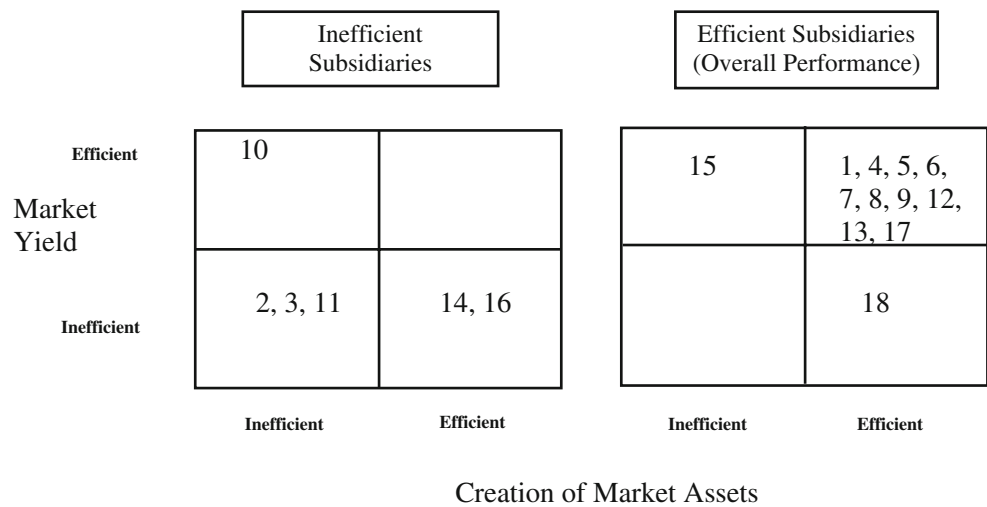 Inefficient
Subsidiaries
Efficient Subsidiaries
(Overall Performance)
Efficient
Market
Yield
Inefficient
10
2, 3, 11
14, 16
15
1, 4, 5, 6,
7, 8, 9, 12,
13, 17
18
Inefficient
Efficient
Inefficient
Efficient
Creation of Market Assets